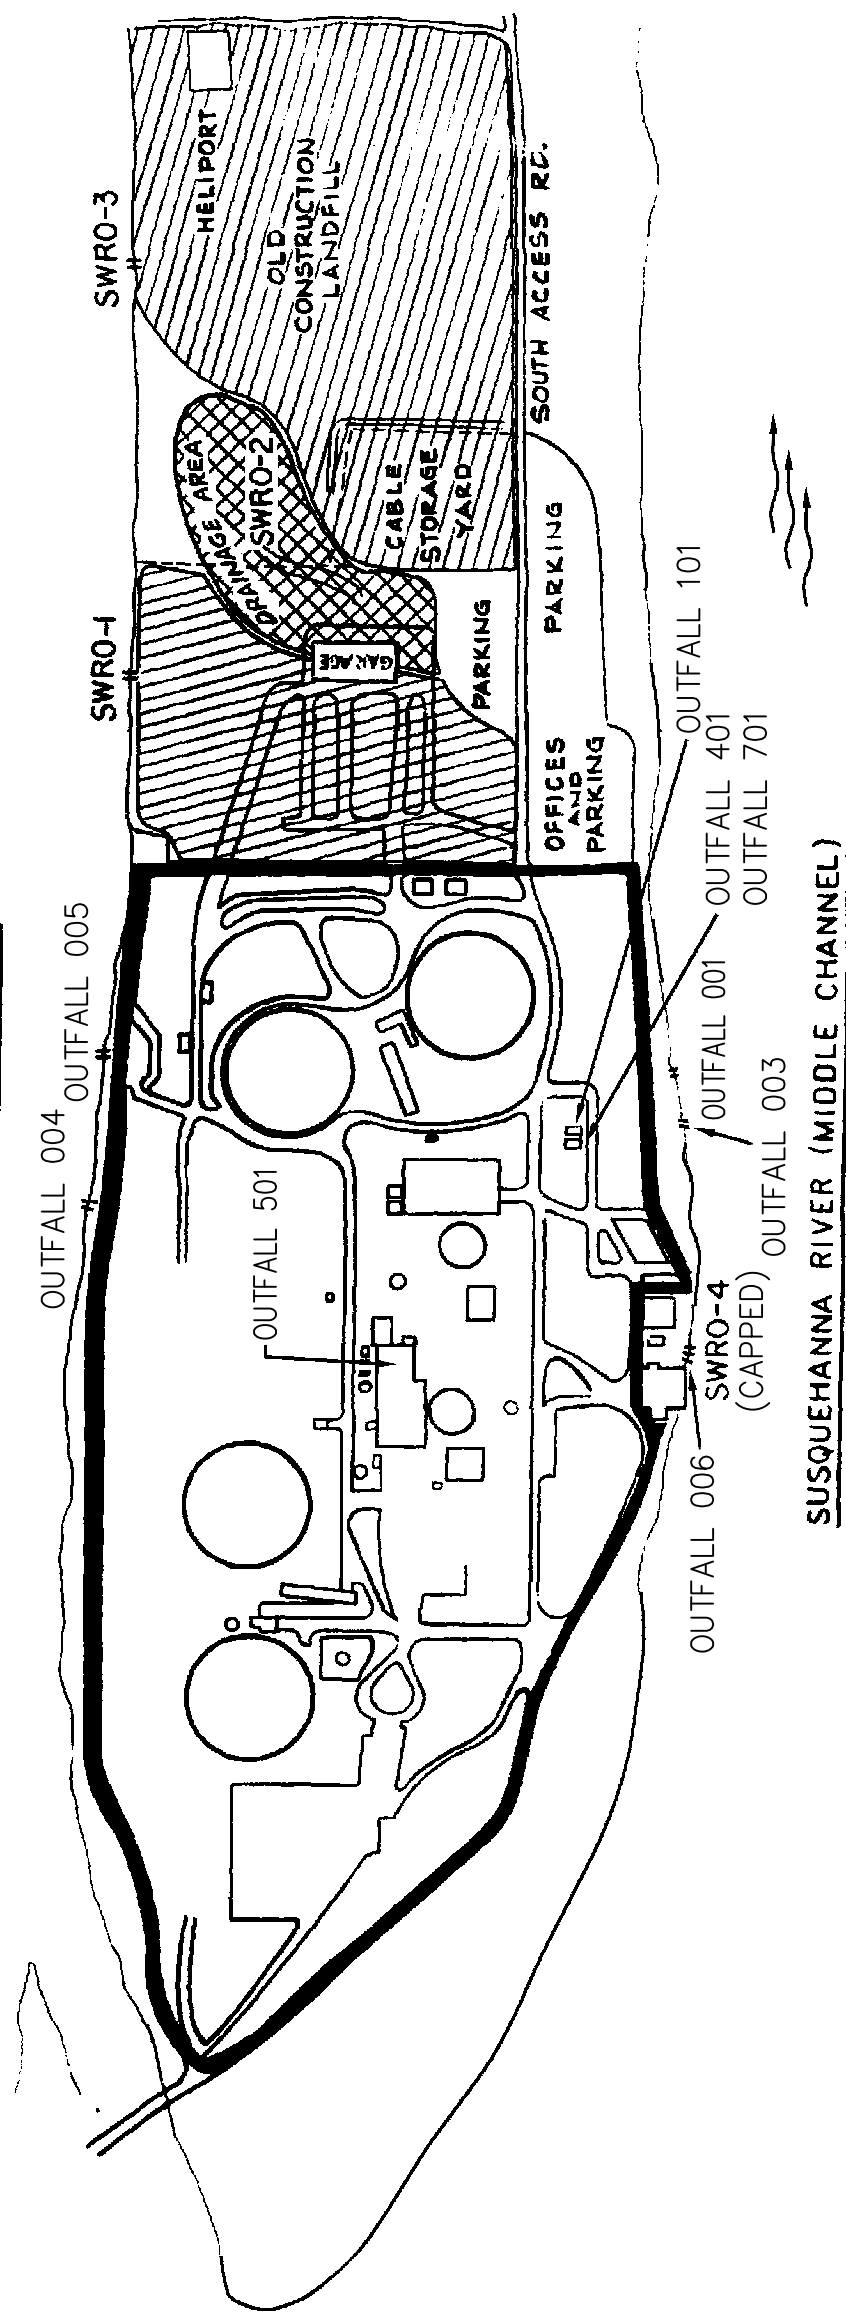 SWRO-3
HELIPORT
OLD
CONSTRUCTION
LANDFILL
SOUTH ACCESS RD.
DRAINAGE AREA
SWRO-2
CABLE
STORAGE
YARD
PARKING
SWRO-1
GARAGE
PARKING
OFFICES
AND
PARKING
OUTFALL 101
OUTFALL 401
OUTFALL 701
OUTFALL 005
OUTFALL 004
OUTFALL 001
OUTFALL 003
OUTFALL 501
SWRO-4
(CAPPED)
OUTFALL 006
SUSQUEHANNA RIVER (MIDDLE CHANNEL)